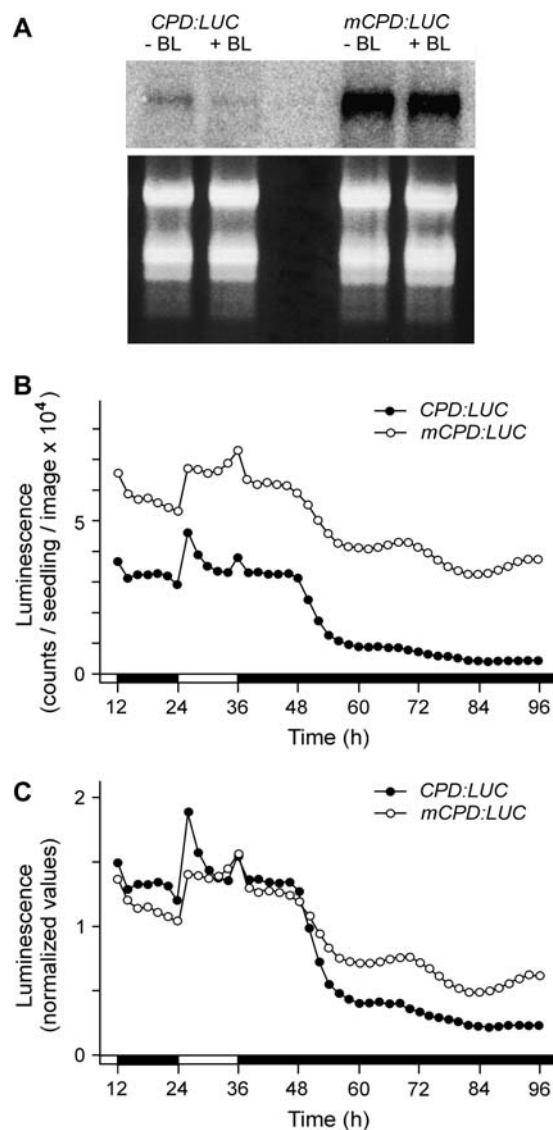 A
CPD:LUC mCPD:LUC
- BL + BL - BL + BL
B
CPD:LUC
mCPD:LUC
Luminescence
(counts / seedling / image x 10⁴)
5
0
12 24 36 48 60 72 84 96
Time (h)
C
CPD:LUC
mCPD:LUC
Luminescence
(normalized values)
2
1
0
12 24 36 48 60 72 84 96
Time (h)